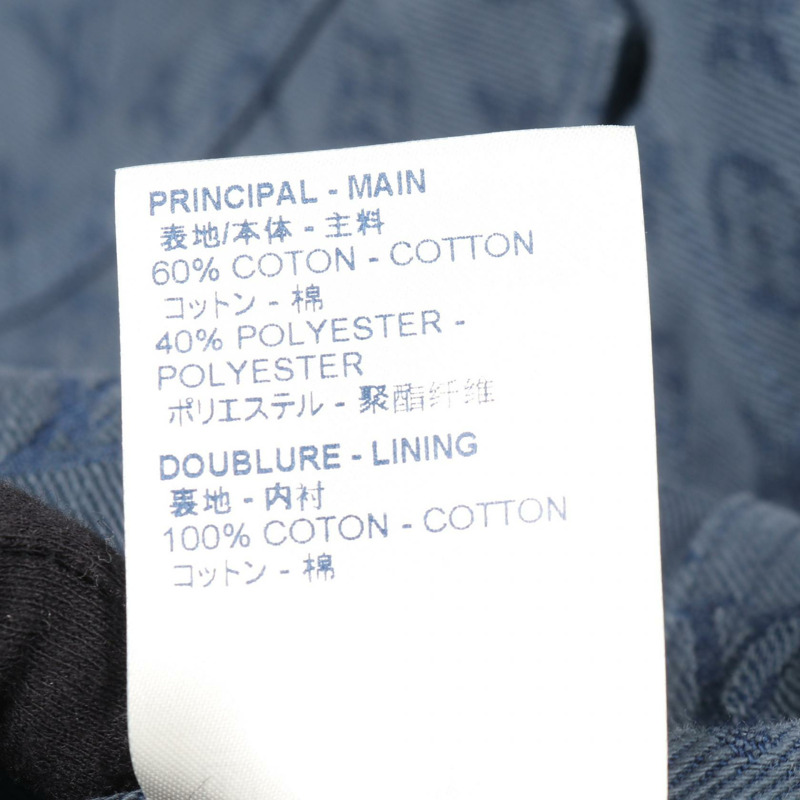 PRINCIPAL - MAIN
表地/本体 - 主料
60% COTON - COTTON
コットン - 棉
40% POLYESTER -
POLYESTER
ポリエステル - 聚酯纤维
DOUBLURE - LINING
裏地 - 内衬
100% COTON - COTTON
コットン - 棉